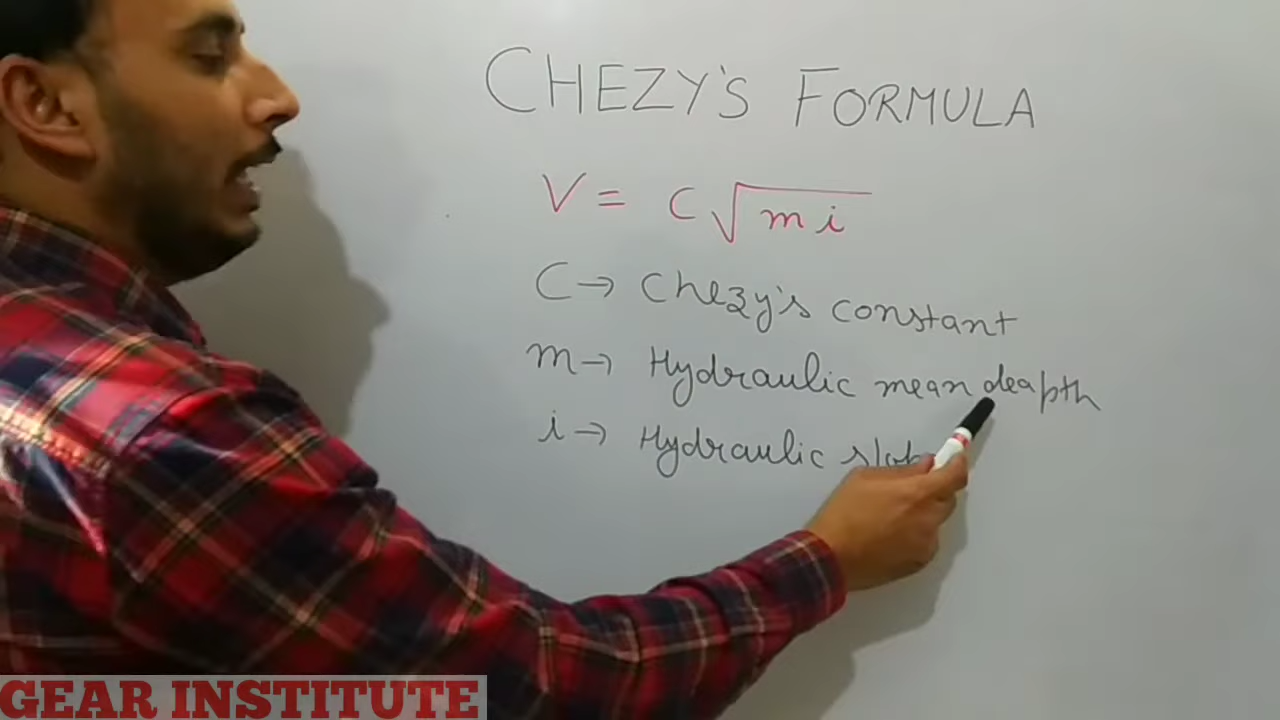 CHEZY'S FORMULA
V = C √mi
C → Chezy's constant
m → Hydraulic mean deapth
i → Hydraulic
GEAR INSTITUTE